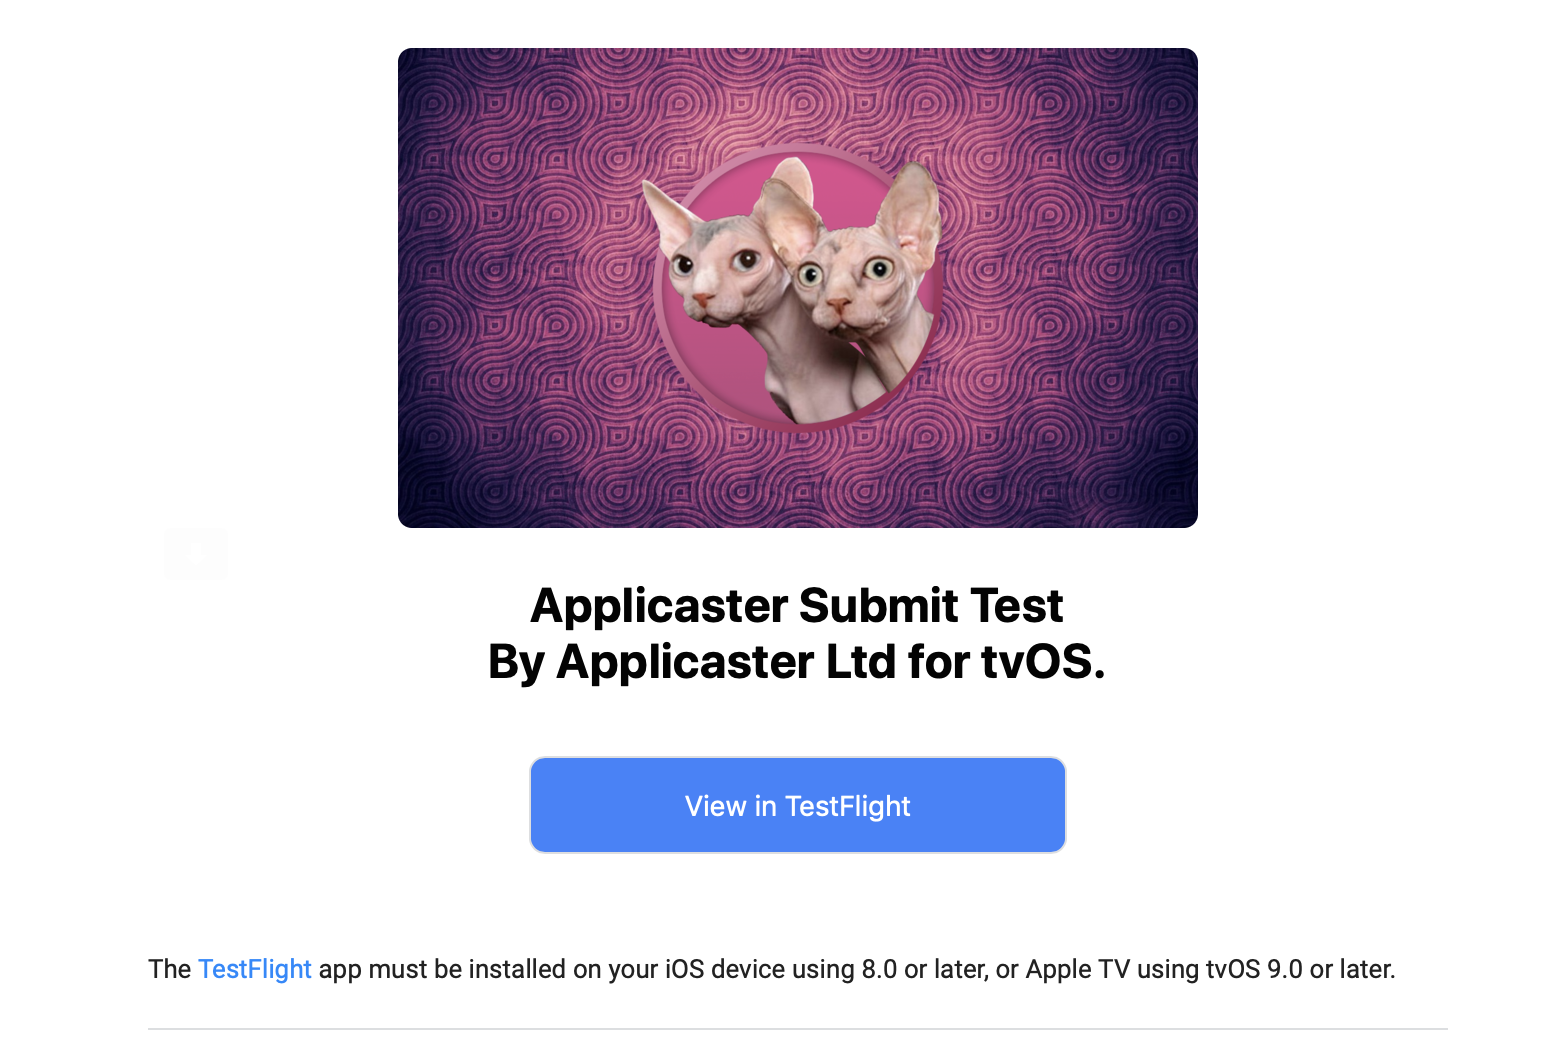 Applicaster Submit Test
By Applicaster Ltd for tvOS.
View in TestFlight
The TestFlight app must be installed on your iOS device using 8.0 or later, or Apple TV using tvOS 9.0 or later.